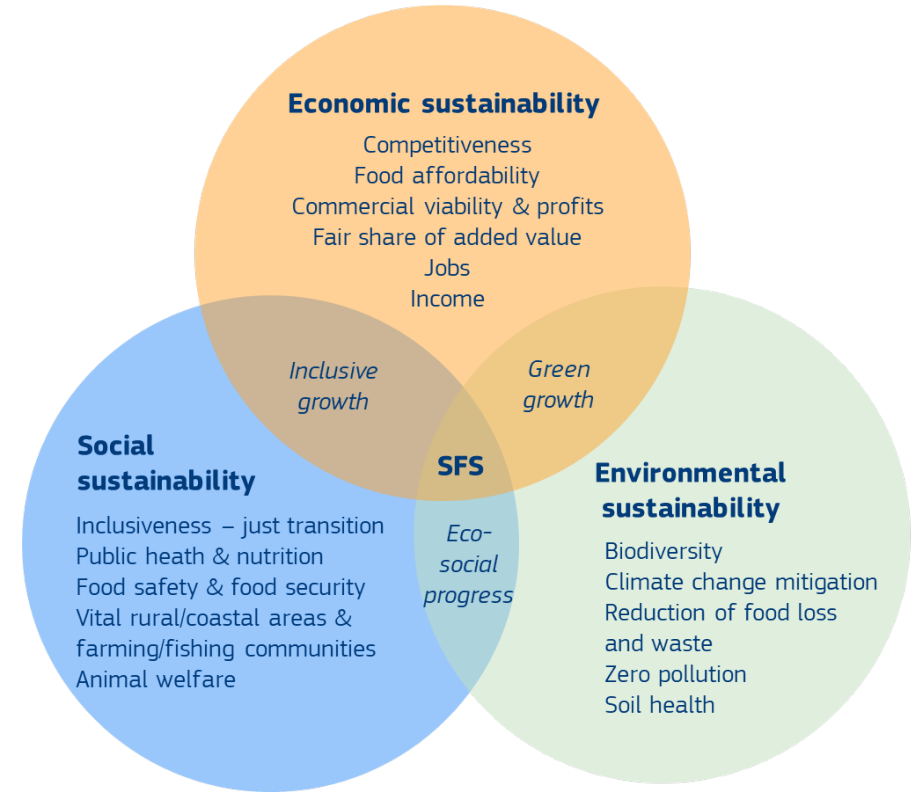 Economic sustainability
Competitiveness
Food affordability
Commercial viability & profits
Fair share of added value
Jobs
Income
Inclusive
growth
Green
growth
SFS
Social
sustainability
Inclusiveness – just transition
Public heath & nutrition
Food safety & food security
Vital rural/coastal areas &
farming/fishing communities
Animal welfare
Eco-
social
progress
Environmental
sustainability
Biodiversity
Climate change mitigation
Reduction of food loss
and waste
Zero pollution
Soil health